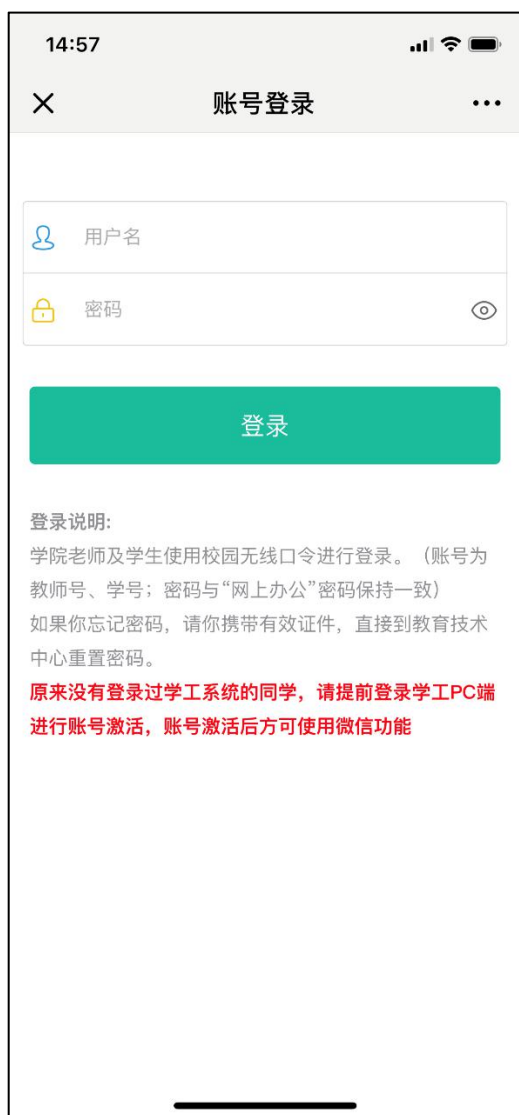 14:57
账号登录
用户名
密码
登录
登录说明:
学院老师及学生使用校园无线口令进行登录。（账号为
教师号、学号；密码与“网上办公”密码保持一致）
如果你忘记密码，请你携带有效证件，直接到教育技术
中心重置密码。
原来没有登录过学工系统的同学，请提前登录学工PC端
进行账号激活，账号激活后方可使用微信功能